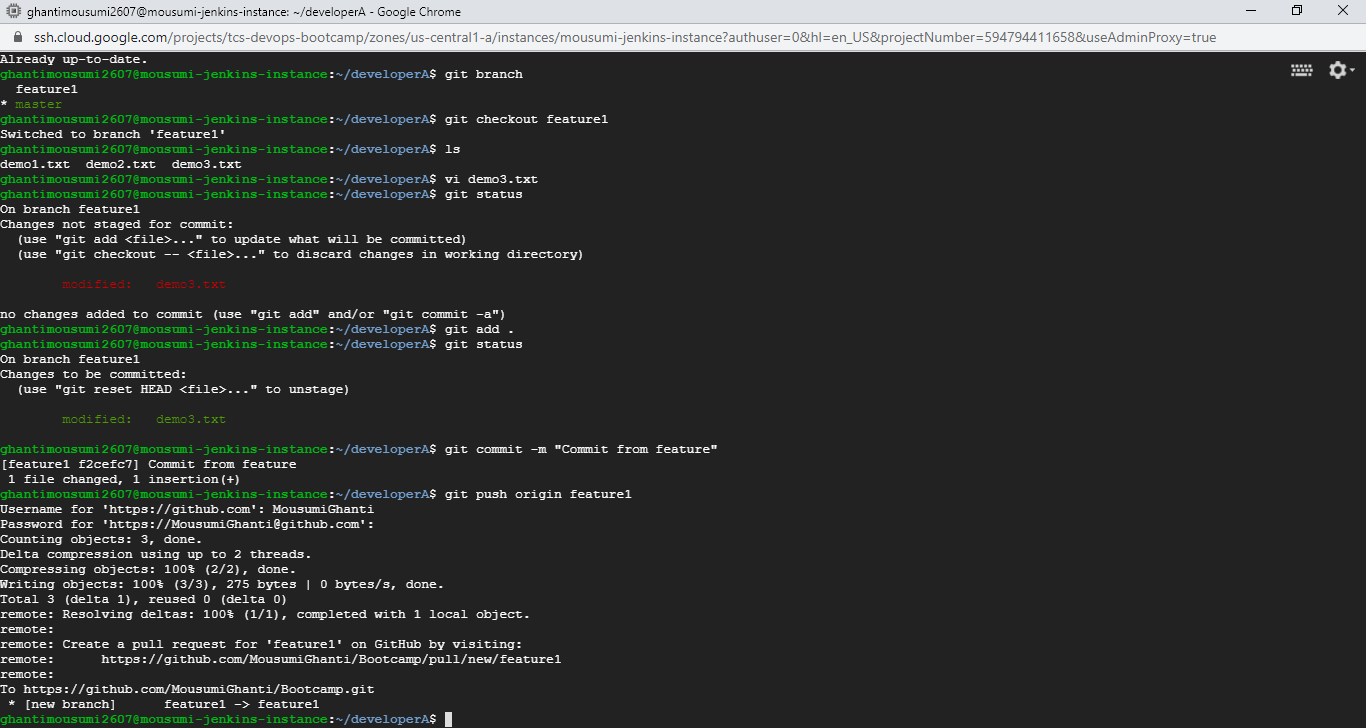 ghantimousumi2607@mousumi-jenkins-instance: ~/developerA - Google Chrome
ssh.cloud.google.com/projects/tcs-devops-bootcamp/zones/us-central1-a/instances/mousumi-jenkins-instance?authuser=0&hl=en_US&projectNumber=594794411658&useAdminProxy=true
Already up-to-date.
ghantimousumi2607@mousumi-jenkins-instance:~/developerA$ git branch
  feature1
* master
ghantimousumi2607@mousumi-jenkins-instance:~/developerA$ git checkout feature1
Switched to branch 'feature1'
ghantimousumi2607@mousumi-jenkins-instance:~/developerA$ ls
demo1.txt  demo2.txt  demo3.txt
ghantimousumi2607@mousumi-jenkins-instance:~/developerA$ vi demo3.txt
ghantimousumi2607@mousumi-jenkins-instance:~/developerA$ git status
On branch feature1
Changes not staged for commit:
  (use "git add <file>..." to update what will be committed)
  (use "git checkout -- <file>..." to discard changes in working directory)
        modified:   demo3.txt
no changes added to commit (use "git add" and/or "git commit -a")
ghantimousumi2607@mousumi-jenkins-instance:~/developerA$ git add .
ghantimousumi2607@mousumi-jenkins-instance:~/developerA$ git status
On branch feature1
Changes to be committed:
  (use "git reset HEAD <file>..." to unstage)
        modified:   demo3.txt
ghantimousumi2607@mousumi-jenkins-instance:~/developerA$ git commit -m "Commit from feature"
[feature1 f2cefc7] Commit from feature
 1 file changed, 1 insertion(+)
ghantimousumi2607@mousumi-jenkins-instance:~/developerA$ git push origin feature1
Username for 'https://github.com': MousumiGhanti
Password for 'https://MousumiGhanti@github.com':
Counting objects: 3, done.
Delta compression using up to 2 threads.
Compressing objects: 100% (2/2), done.
Writing objects: 100% (3/3), 275 bytes | 0 bytes/s, done.
Total 3 (delta 1), reused 0 (delta 0)
remote: Resolving deltas: 100% (1/1), completed with 1 local object.
remote:
remote: Create a pull request for 'feature1' on GitHub by visiting:
remote:      https://github.com/MousumiGhanti/Bootcamp/pull/new/feature1
remote:
To https://github.com/MousumiGhanti/Bootcamp.git
 * [new branch]      feature1 -> feature1
ghantimousumi2607@mousumi-jenkins-instance:~/developerA$